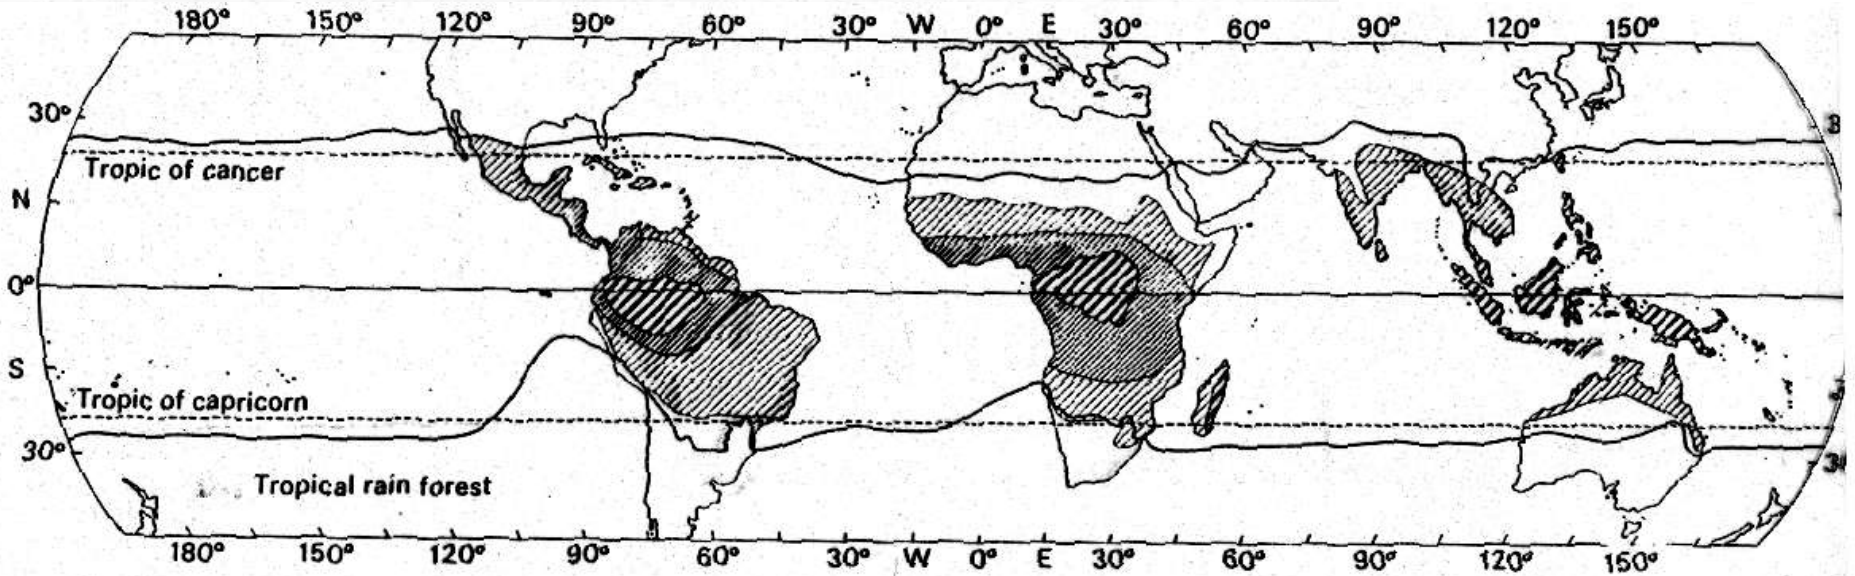 180° 150° 120° 90° 60° 30° W 0° E 30° 60° 90° 120° 150°
30°
Tropic of cancer
N
0°
S
Tropic of capricorn
30°
Tropical rain forest
180° 150° 120° 90° 60° 30° W 0° E 30° 60° 90° 120° 150°